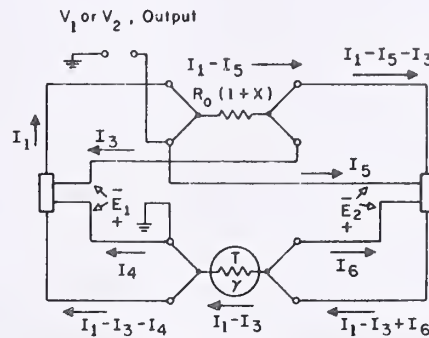 V₁ or V₂ , Output
I₁–I₅
I₁–I₅–I₃
R₀ (1+X)
I₁
I₃
I₅
– E₁ +
– E₂ +
I₄
T
γ
I₆
I₁–I₃–I₄
I₁–I₃
I₁–I₃+I₆